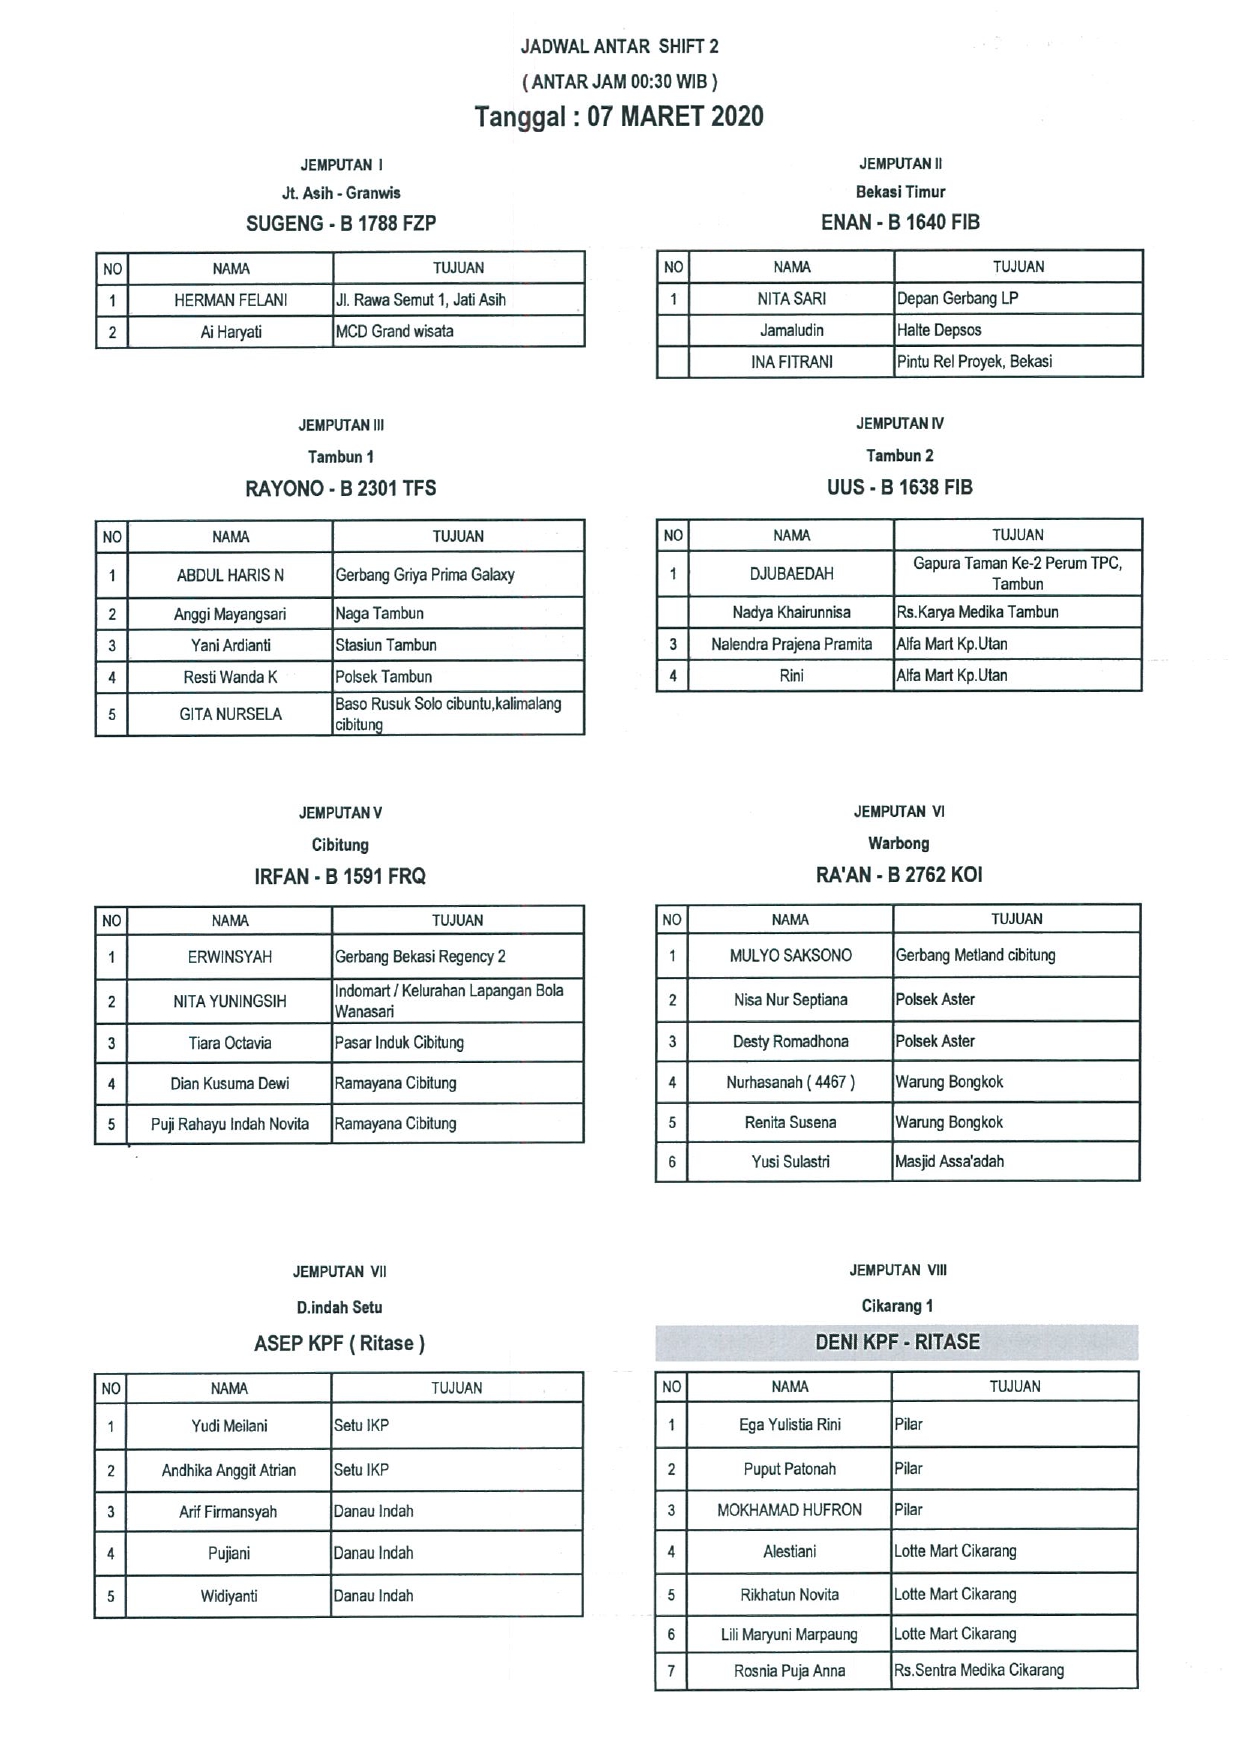 JADWAL ANTAR SHIFT 2
( ANTAR JAM 00:30 WIB )
Tanggal : 07 MARET 2020
JEMPUTAN I
Jt. Asih - Granwis
SUGENG - B 1788 FZP
NO NAMA TUJUAN
1 HERMAN FELANI Jl. Rawa Semut 1, Jati Asih
2 Ai Haryati MCD Grand wisata
JEMPUTAN II
Bekasi Timur
ENAN - B 1640 FIB
NO NAMA TUJUAN
1 NITA SARI Depan Gerbang LP
Jamaludin Halte Depsos
INA FITRANI Pintu Rel Proyek, Bekasi
JEMPUTAN III
Tambun 1
RAYONO - B 2301 TFS
NO NAMA TUJUAN
1 ABDUL HARIS N Gerbang Griya Prima Galaxy
2 Anggi Mayangsari Naga Tambun
3 Yani Ardianti Stasiun Tambun
4 Resti Wanda K Polsek Tambun
5 GITA NURSELA Baso Rusuk Solo cibuntu,kalimalang
cibitung
JEMPUTAN IV
Tambun 2
UUS - B 1638 FIB
NO NAMA TUJUAN
1 DJUBAEDAH Gapura Taman Ke-2 Perum TPC,
Tambun
Nadya Khairunnisa Rs.Karya Medika Tambun
3 Nalendra Prajena Pramita Alfa Mart Kp.Utan
4 Rini Alfa Mart Kp.Utan
JEMPUTAN V
Cibitung
IRFAN - B 1591 FRQ
NO NAMA TUJUAN
1 ERWINSYAH Gerbang Bekasi Regency 2
2 NITA YUNINGSIH Indomart / Kelurahan Lapangan Bola
Wanasari
3 Tiara Octavia Pasar Induk Cibitung
4 Dian Kusuma Dewi Ramayana Cibitung
5 Puji Rahayu Indah Novita Ramayana Cibitung
JEMPUTAN VI
Warbong
RA'AN - B 2762 KOI
NO NAMA TUJUAN
1 MULYO SAKSONO Gerbang Metland cibitung
2 Nisa Nur Septiana Polsek Aster
3 Desty Romadhona Polsek Aster
4 Nurhasanah ( 4467 ) Warung Bongkok
5 Renita Susena Warung Bongkok
6 Yusi Sulastri Masjid Assa'adah
JEMPUTAN VII
D.indah Setu
ASEP KPF ( Ritase )
NO NAMA TUJUAN
1 Yudi Meilani Setu IKP
2 Andhika Anggit Atrian Setu IKP
3 Arif Firmansyah Danau Indah
4 Pujiani Danau Indah
5 Widiyanti Danau Indah
JEMPUTAN VIII
Cikarang 1
DENI KPF - RITASE
NO NAMA TUJUAN
1 Ega Yulistia Rini Pilar
2 Puput Patonah Pilar
3 MOKHAMAD HUFRON Pilar
4 Alestiani Lotte Mart Cikarang
5 Rikhatun Novita Lotte Mart Cikarang
6 Lili Maryuni Marpaung Lotte Mart Cikarang
7 Rosnia Puja Anna Rs.Sentra Medika Cikarang